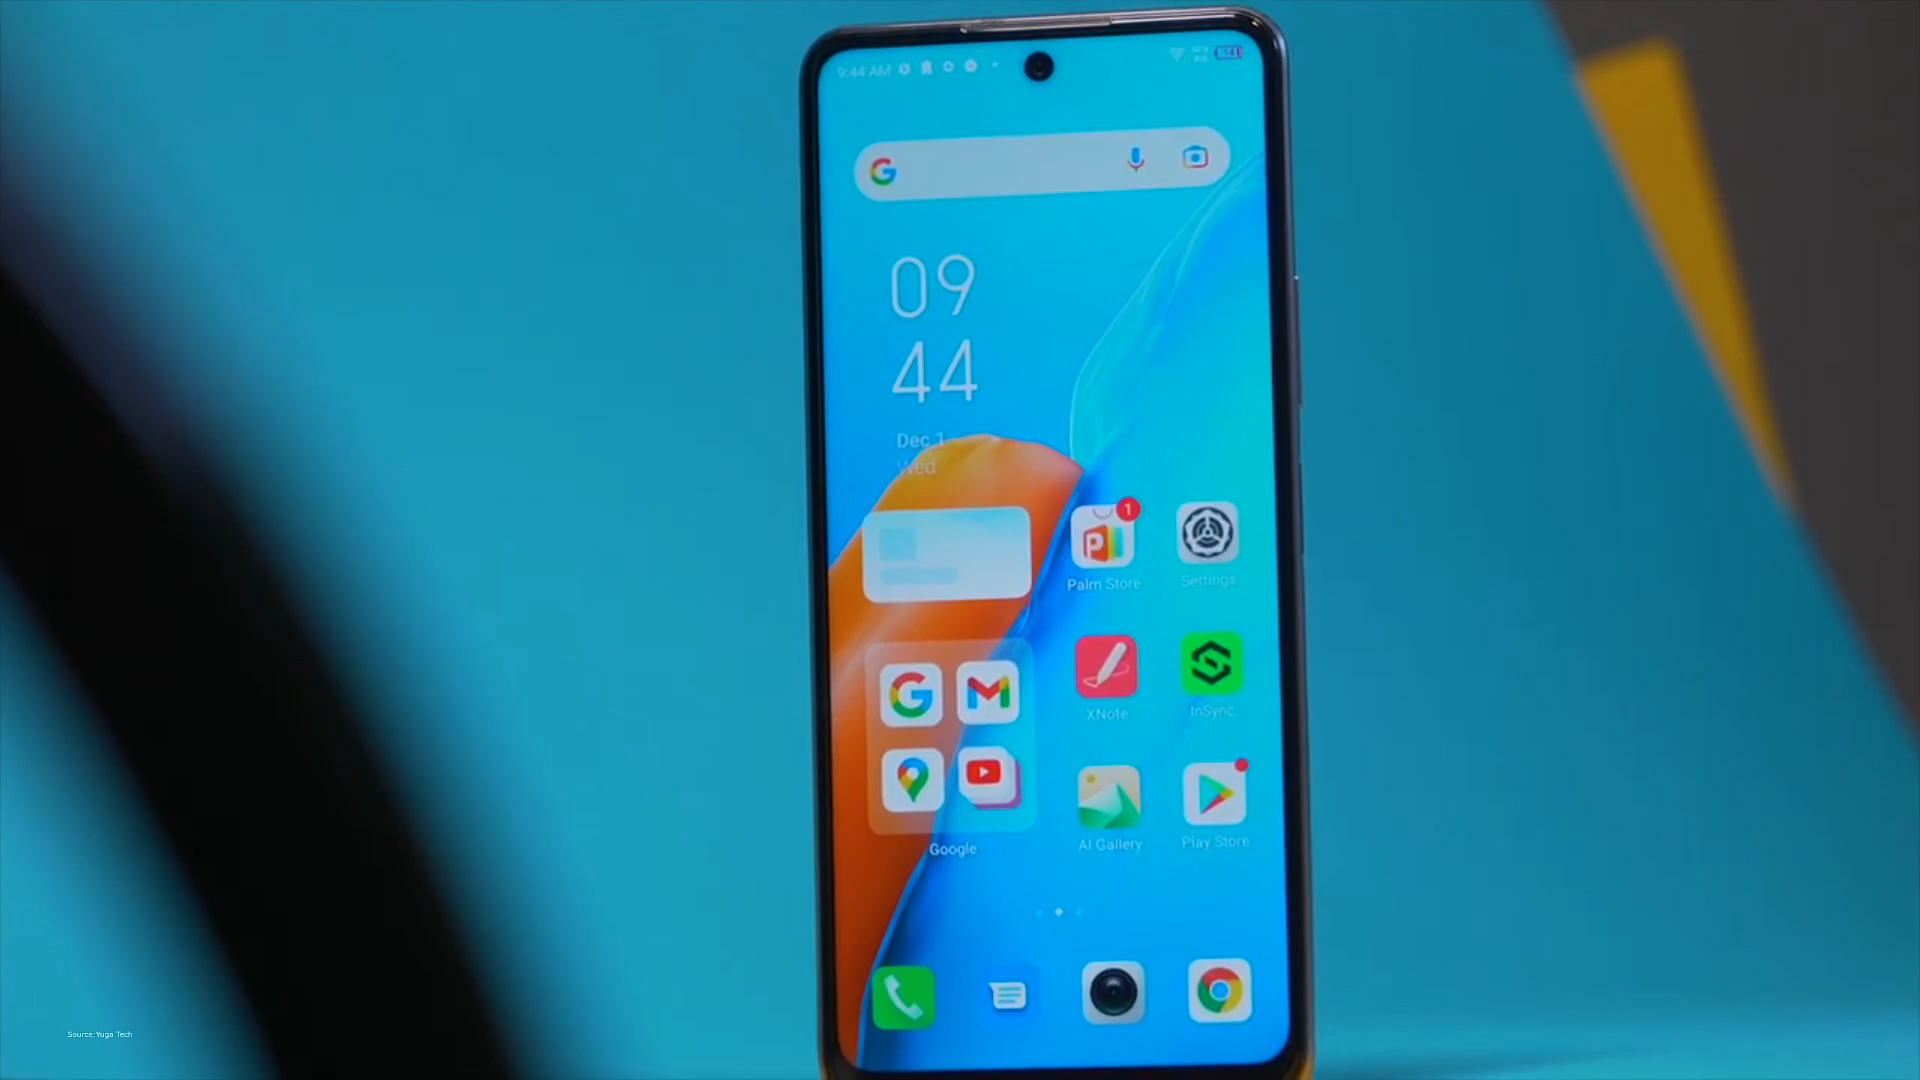 9:44 AM
09
44
Dec 1
Wed
1
Palm Store
Settings
XNote
InSync
Google
AI Gallery
Play Store
Source:Yuga Tech